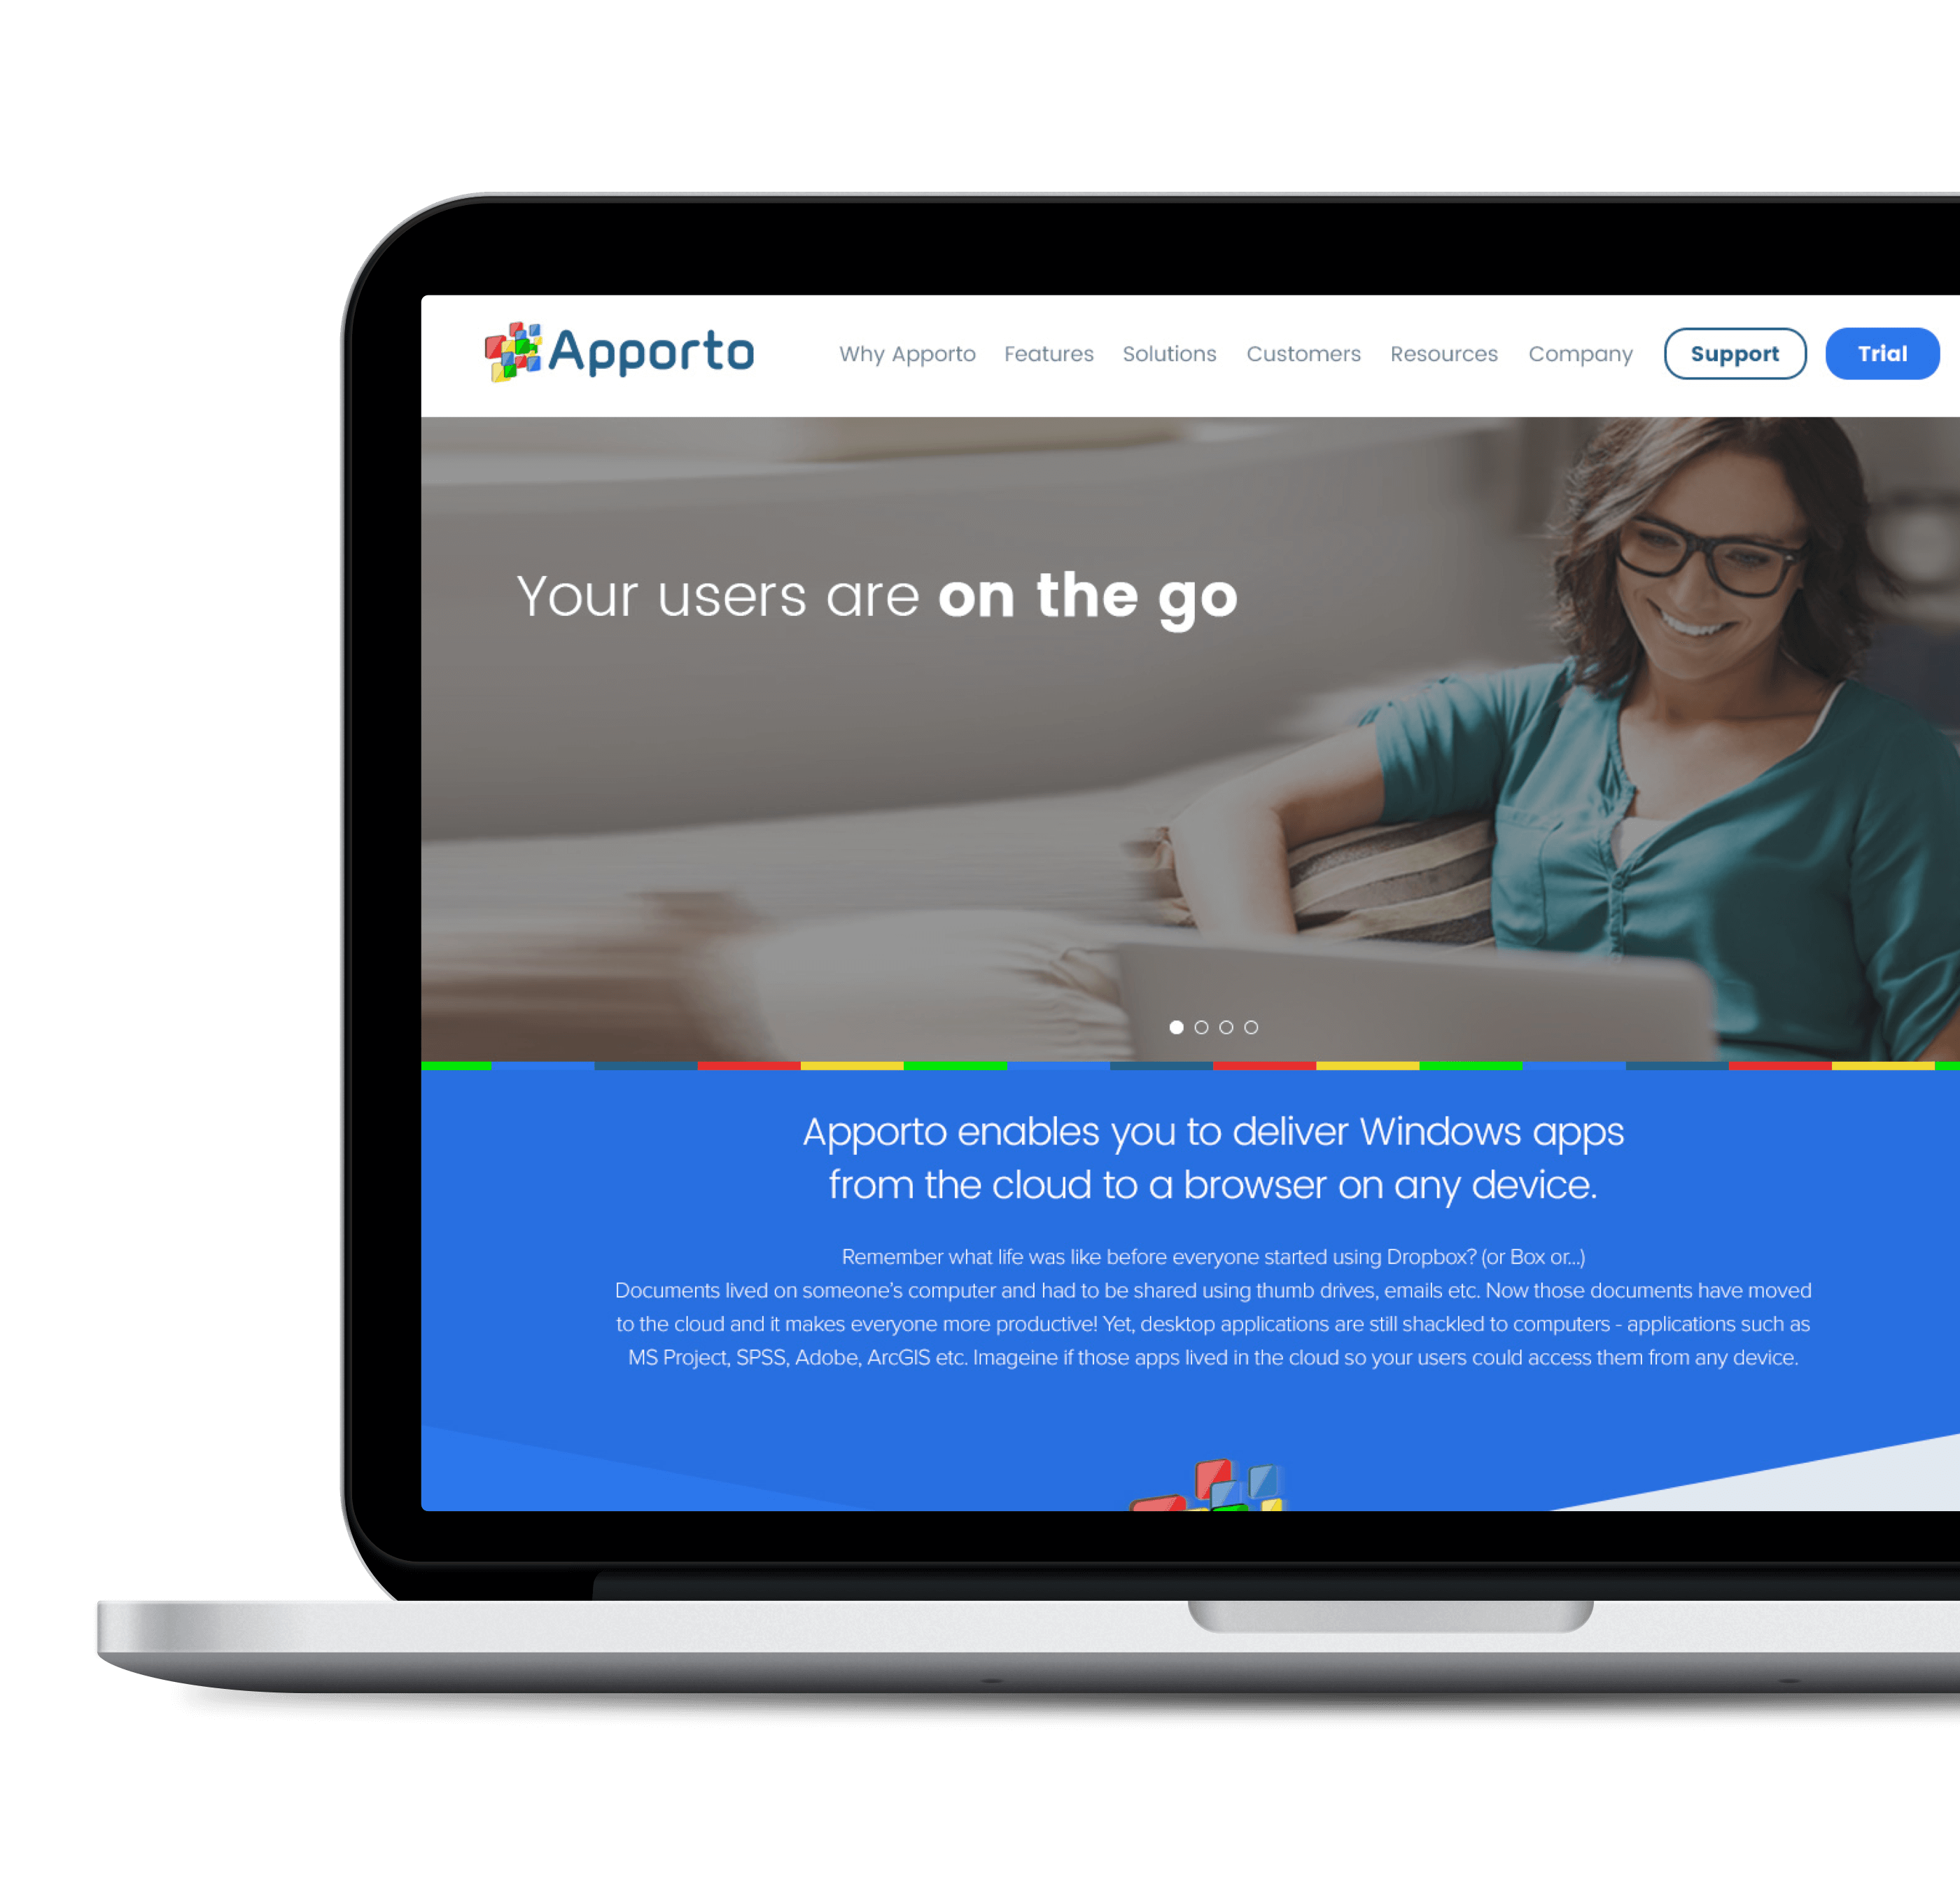 Apporto
Why Apporto Features Solutions Customers Resources Company Support Trial
Your users are on the go
Apporto enables you to deliver Windows apps
from the cloud to a browser on any device.
Remember what life was like before everyone started using Dropbox? (or Box or...)
Documents lived on someone's computer and had to be shared using thumb drives, emails etc. Now those documents have moved
to the cloud and it makes everyone more productive! Yet, desktop applications are still shackled to computers - applications such as
MS Project, SPSS, Adobe, ArcGIS etc. Imageine if those apps lived in the cloud so your users could access them from any device.